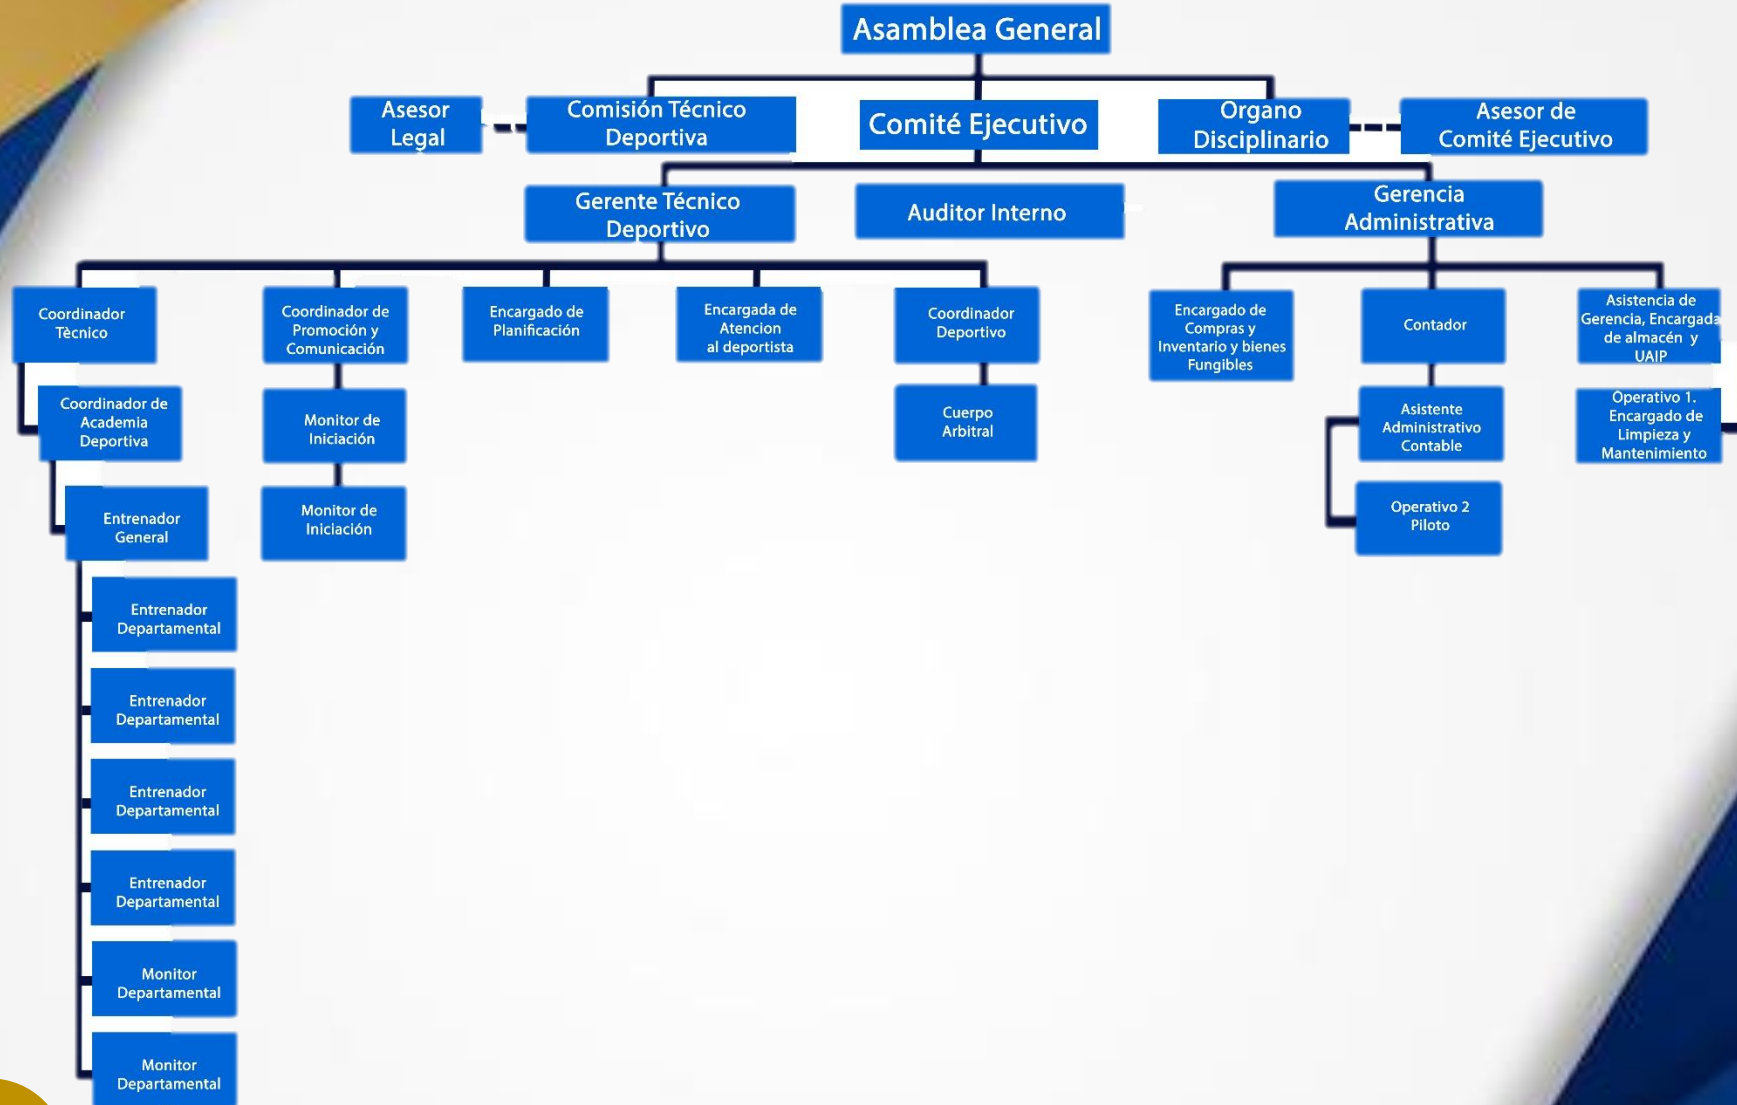 Asamblea General
Asesor
Legal
Comisión Técnico
Deportiva
Comité Ejecutivo
Organo
Disciplinario
Asesor de
Comité Ejecutivo
Gerente Técnico
Deportivo
Auditor Interno
Gerencia
Administrativa
Coordinador
Tècnico
Coordinador de
Promoción y
Comunicación
Encargado de
Planificación
Encargada de
Atencion
al deportista
Coordinador
Deportivo
Encargado de
Compras y
Inventario y bienes
Fungibles
Contador
Asistencia de
Gerencia, Encargada
de almacén y
UAIP
Coordinador de
Academia
Deportiva
Monitor de
Iniciación
Cuerpo
Arbitral
Asistente
Administrativo
Contable
Operativo 1.
Encargado de
Limpieza y
Mantenimiento
Entrenador
General
Monitor de
Iniciación
Operativo 2
Piloto
Entrenador
Departamental
Entrenador
Departamental
Entrenador
Departamental
Entrenador
Departamental
Monitor
Departamental
Monitor
Departamental